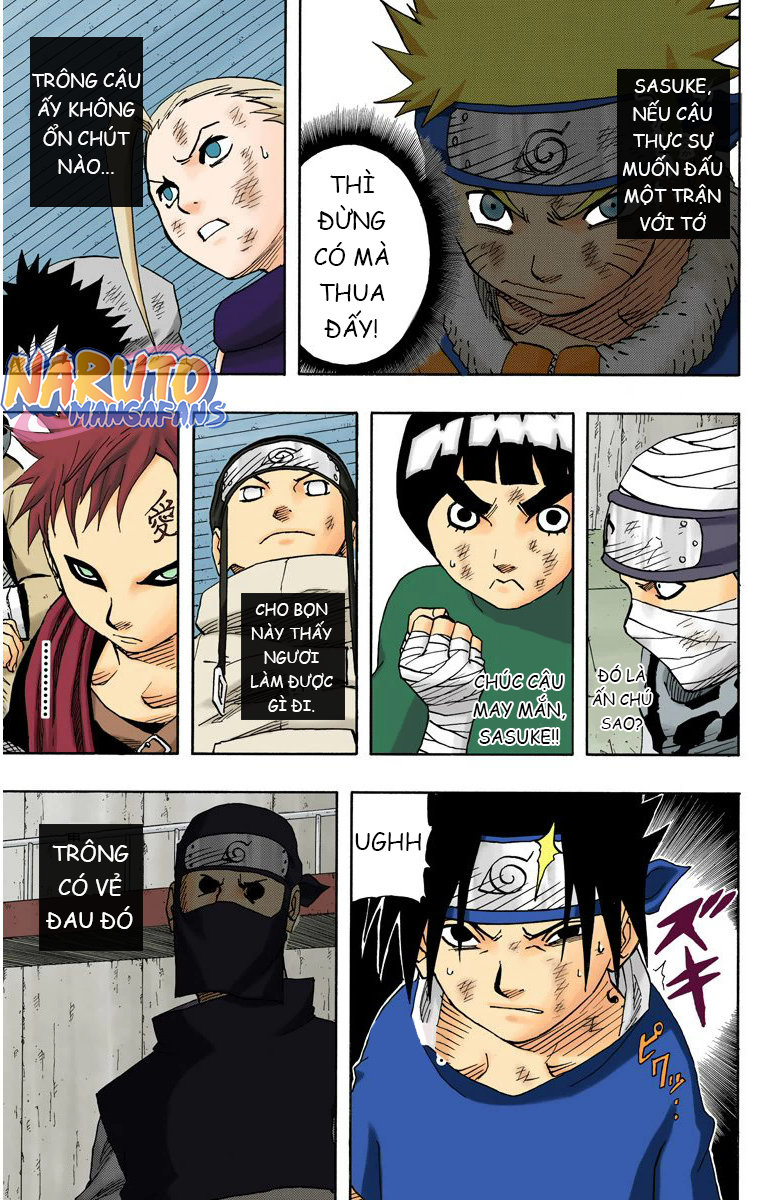 SASUKE,
NẾU CẬU
THỰC SỰ
MUỐN ĐẤU
MỘT TRẬN
VỚI TỚ
THÌ
ĐỪNG
CÓ MÀ
THUA
ĐẤY!
TRÔNG CẬU
ẤY KHÔNG
ỔN CHÚT
NÀO...
NARUTO
MANGAFANS
ĐÓ LÀ
ẤN CHÚ
SAO?
CHÚC CẬU
MAY MẮN,
SASUKE!!
CHO BỌN
NÀY THẤY
NGƯƠI
LÀM ĐƯỢC
GÌ ĐI.
愛
..........
UGHH
ズキ
ピクッ…
TRÔNG
CÓ VẺ
ĐAU ĐÓ